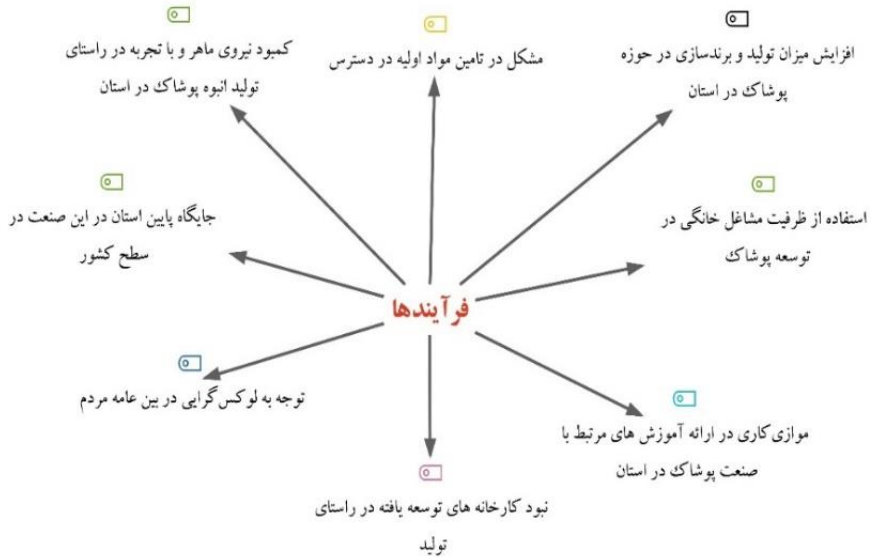 افزایش میزان تولید و برندسازی در حوزه
پوشاک در استان
مشکل در تامین مواد اولیه در دسترس
کمبود نیروی ماهر و با تجربه در راستای
تولید انبوه پوشاک در استان
استفاده از ظرفیت مشاغل خانگی در
توسعه پوشاک
جایگاه پایین استان در این صنعت در
سطح کشور
فرآیندها
توجه به لوکس‌گرایی در بین عامه مردم
موازی‌کاری در ارائه آموزش های مرتبط با
صنعت پوشاک در استان
نبود کارخانه های توسعه یافته در راستای
تولید